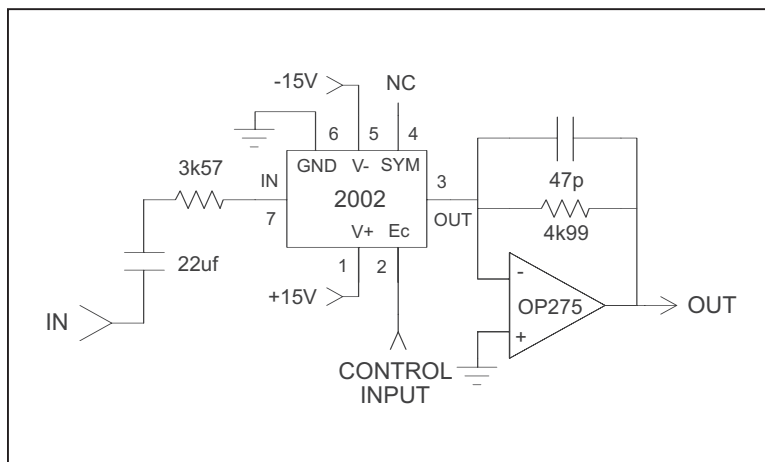 -15V
NC
6
5
4
3k57
IN
GND
V-
SYM
3
2002
7
V+
Ec
OUT
47p
4k99
22uf
1
2
+15V
-
OP275
+
IN
OUT
CONTROL
INPUT